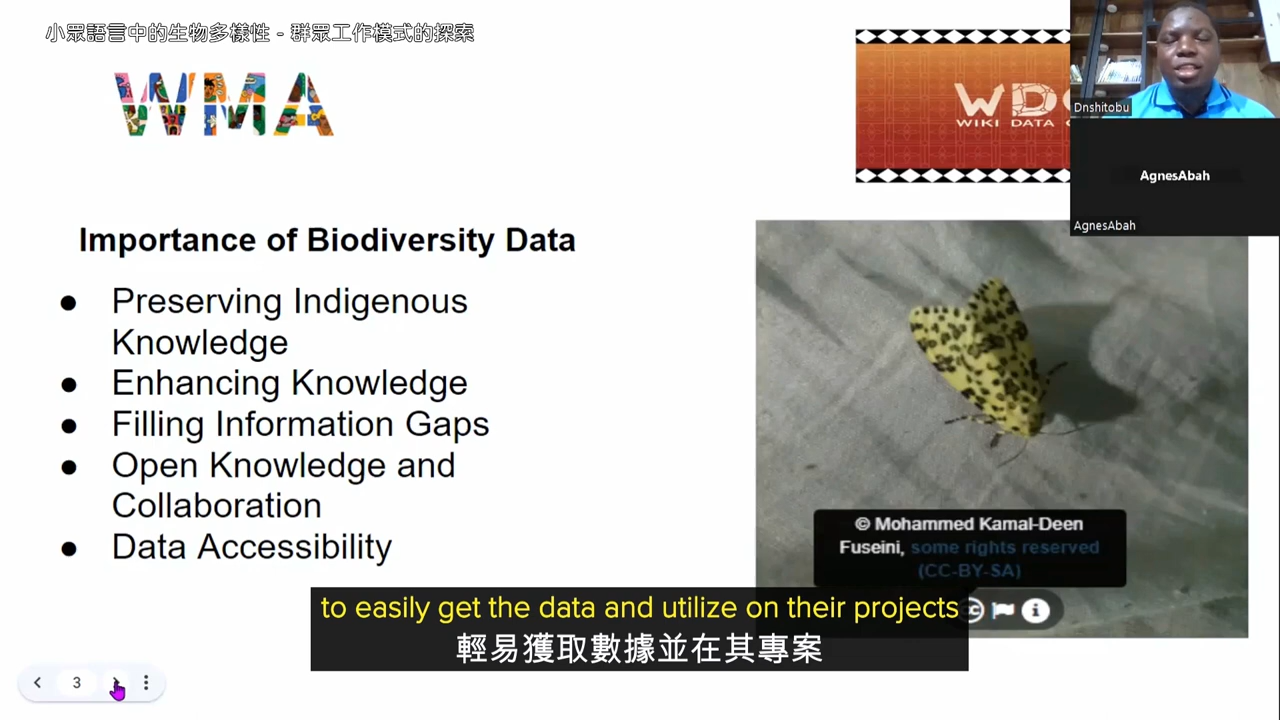 小眾語言中的生物多樣性 - 群眾工作模式的探索
WMA
WIKI DATA
Dnshitobu
AgnesAbah
AgnesAbah
Importance of Biodiversity Data
● Preserving Indigenous
Knowledge
● Enhancing Knowledge
● Filling Information Gaps
● Open Knowledge and
Collaboration
● Data Accessibility
© Mohammed Kamal-Deen
Fuseini, some rights reserved
(CC-BY-SA)
to easily get the data and utilize on their projects
輕易獲取數據並在其專案
3